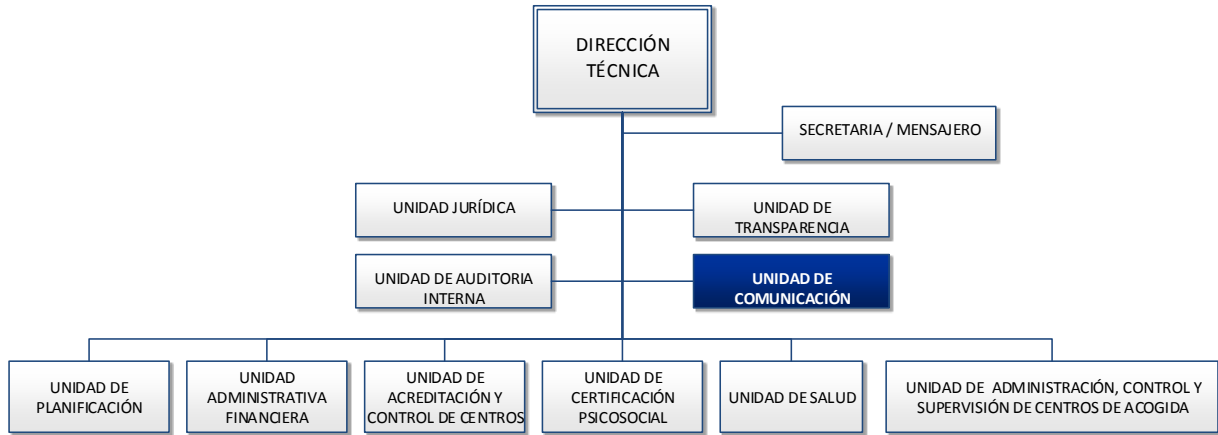 DIRECCIÓN
TÉCNICA
SECRETARIA / MENSAJERO
UNIDAD JURÍDICA
UNIDAD DE
TRANSPARENCIA
UNIDAD DE AUDITORIA
INTERNA
UNIDAD DE
COMUNICACIÓN
UNIDAD DE
PLANIFICACIÓN
UNIDAD
ADMINISTRATIVA
FINANCIERA
UNIDAD DE
ACREDITACIÓN Y
CONTROL DE CENTROS
UNIDAD DE
CERTIFICACIÓN
PSICOSOCIAL
UNIDAD DE SALUD
UNIDAD DE ADMINISTRACIÓN, CONTROL Y
SUPERVISIÓN DE CENTROS DE ACOGIDA